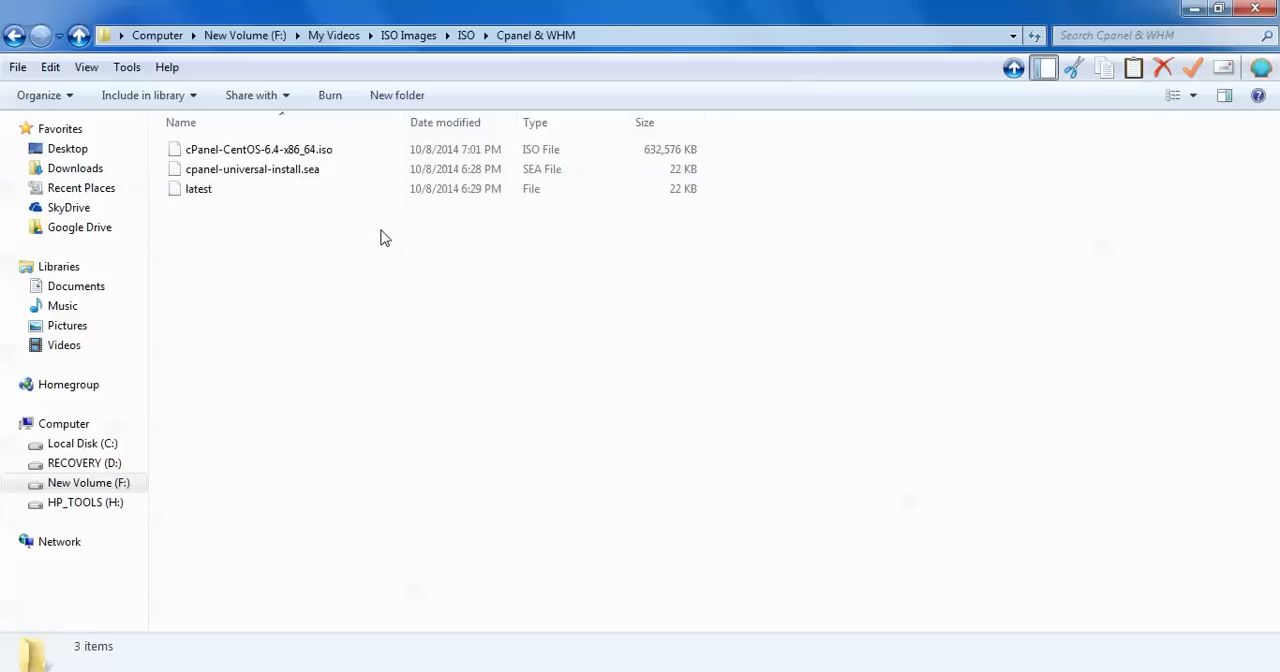 Computer New Volume (F:) My Videos ISO Images ISO Cpanel & WHM Search Cpanel & WHM
File Edit View Tools Help
Organize Include in library Share with Burn New folder
Name Date modified Type Size
cPanel-CentOS-6.4-x86_64.iso 10/8/2014 7:01 PM ISO File 632,576 KB
cpanel-universal-install.sea 10/8/2014 6:28 PM SEA File 22 KB
latest 10/8/2014 6:29 PM File 22 KB
Favorites
Desktop
Downloads
Recent Places
SkyDrive
Google Drive
Libraries
Documents
Music
Pictures
Videos
Homegroup
Computer
Local Disk (C:)
RECOVERY (D:)
New Volume (F:)
HP_TOOLS (H:)
Network
3 items